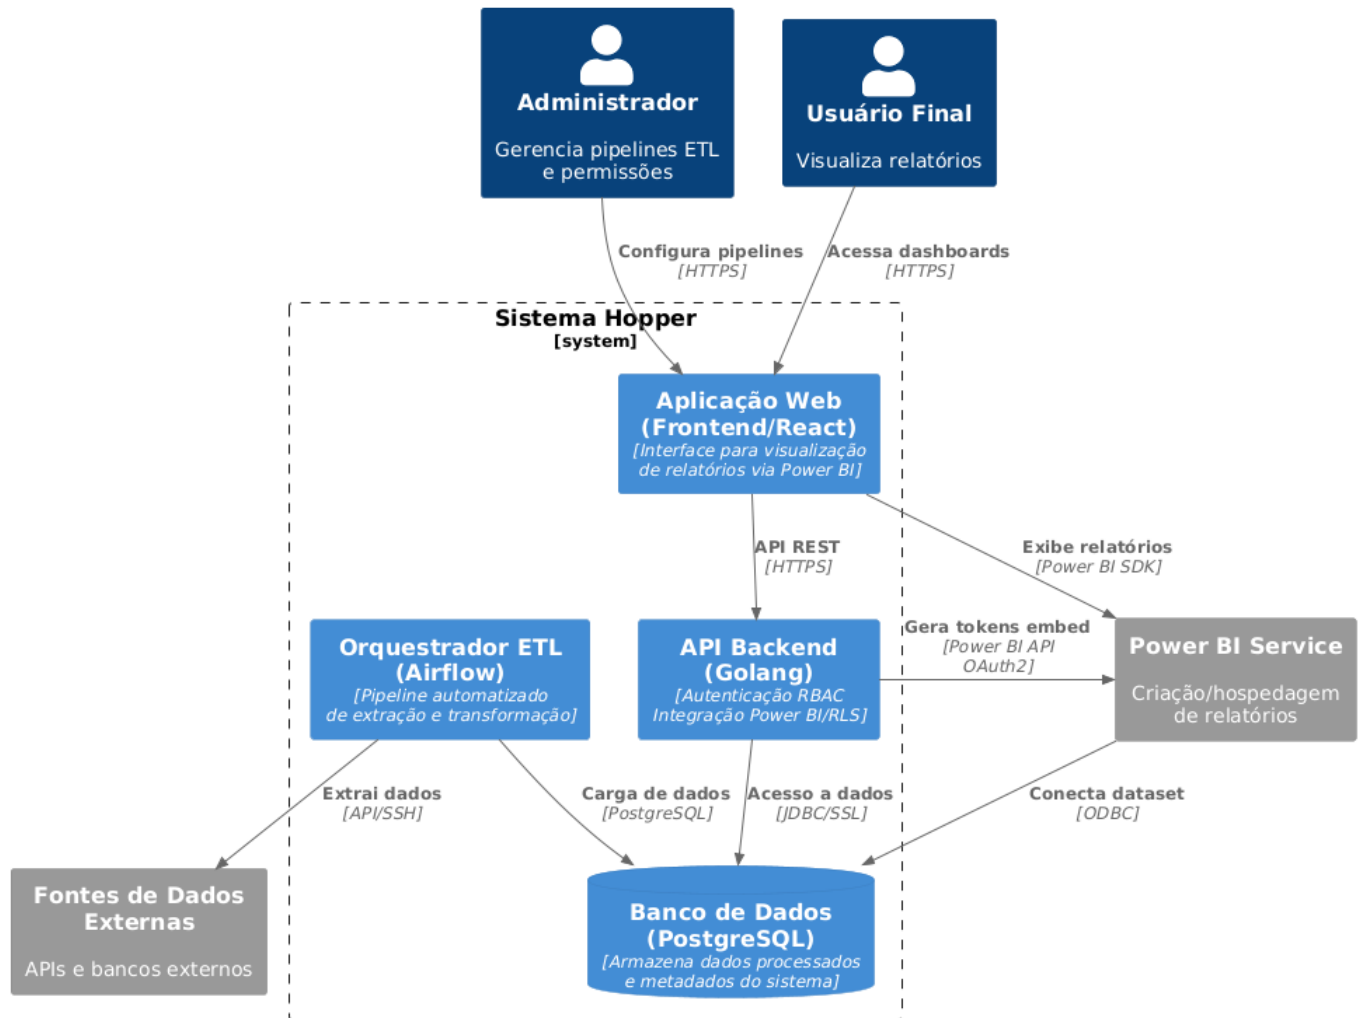 Administrador
Gerencia pipelines ETL
e permissões
Usuário Final
Visualiza relatórios
Configura pipelines
[HTTPS]
Acessa dashboards
[HTTPS]
Sistema Hopper
[system]
Aplicação Web
(Frontend/React)
[Interface para visualização
de relatórios via Power BI]
API REST
[HTTPS]
Exibe relatórios
[Power BI SDK]
Orquestrador ETL
(Airflow)
[Pipeline automatizado
de extração e transformação]
API Backend
(Golang)
[Autenticação RBAC
Integração Power BI/RLS]
Gera tokens embed
[Power BI API
OAuth2]
Power BI Service
Criação/hospedagem
de relatórios
Extrai dados
[API/SSH]
Carga de dados
[PostgreSQL]
Acesso a dados
[JDBC/SSL]
Conecta dataset
[ODBC]
Fontes de Dados
Externas
APIs e bancos externos
Banco de Dados
(PostgreSQL)
[Armazena dados processados
e metadados do sistema]